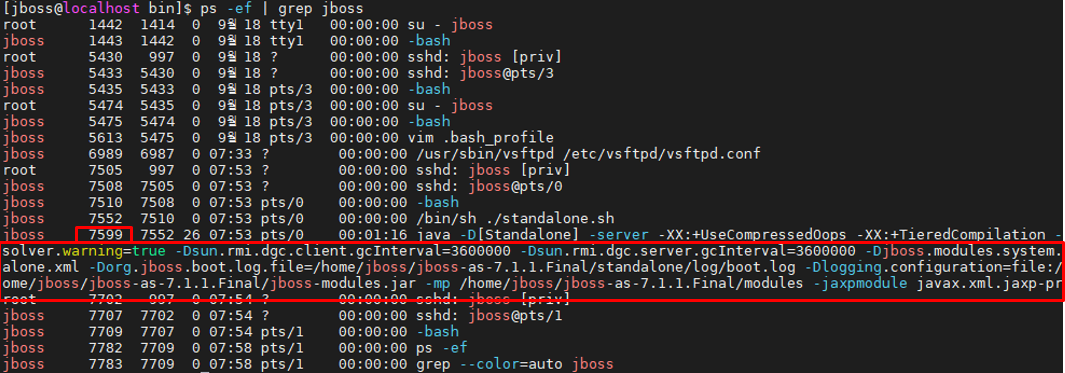 [jboss@localhost bin]$ ps -ef | grep jboss
root 1442 1414 0 9월 18 tty1 00:00:00 su - jboss
jboss 1443 1442 0 9월 18 tty1 00:00:00 -bash
root 5430 997 0 9월 18 ? 00:00:00 sshd: jboss [priv]
jboss 5433 5430 0 9월 18 ? 00:00:00 sshd: jboss@pts/3
jboss 5435 5433 0 9월 18 pts/3 00:00:00 -bash
root 5474 5435 0 9월 18 pts/3 00:00:00 su - jboss
jboss 5475 5474 0 9월 18 pts/3 00:00:00 -bash
jboss 5613 5475 0 9월 18 pts/3 00:00:00 vim .bash_profile
jboss 6989 6987 0 07:33 ? 00:00:00 /usr/sbin/vsftpd /etc/vsftpd/vsftpd.conf
root 7505 997 0 07:53 ? 00:00:00 sshd: jboss [priv]
jboss 7508 7505 0 07:53 ? 00:00:00 sshd: jboss@pts/0
jboss 7510 7508 0 07:53 pts/0 00:00:00 -bash
jboss 7552 7510 0 07:53 pts/0 00:00:00 /bin/sh ./standalone.sh
jboss 7599 7552 26 07:53 pts/0 00:01:16 java -D[Standalone] -server -XX:+UseCompressedOops -XX:+TieredCompilation -
solver.warning=true -Dsun.rmi.dgc.client.gcInterval=3600000 -Dsun.rmi.dgc.server.gcInterval=3600000 -Djboss.modules.system.
alone.xml -Dorg.jboss.boot.log.file=/home/jboss/jboss-as-7.1.1.Final/standalone/log/boot.log -Dlogging.configuration=file:/
ome/jboss/jboss-as-7.1.1.Final/jboss-modules.jar -mp /home/jboss/jboss-as-7.1.1.Final/modules -jaxpmodule javax.xml.jaxp-pr
root 7702 997 0 07:54 ? 00:00:00 sshd: jboss [priv]
jboss 7707 7702 0 07:54 ? 00:00:00 sshd: jboss@pts/1
jboss 7709 7707 0 07:54 pts/1 00:00:00 -bash
jboss 7782 7709 0 07:58 pts/1 00:00:00 ps -ef
jboss 7783 7709 0 07:58 pts/1 00:00:00 grep --color=auto jboss